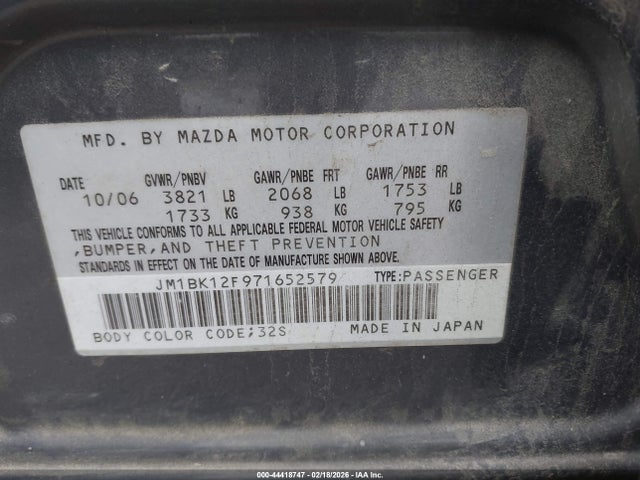 MFD. BY MAZDA MOTOR CORPORATION
DATE GVWR/PNBV GAWR/PNBE FRT GAWR/PNBE RR
10/06 3821 LB 2068 LB 1753 LB
1733 KG 938 KG 795 KG
THIS VEHICLE CONFORMS TO ALL APPLICABLE FEDERAL MOTOR VEHICLE SAFETY
,BUMPER,AND THEFT PREVENTION
STANDARDS IN EFFECT ON THE DATE OF MANUFACTURE SHOWN ABOVE.
JM1BK12F971652579 TYPE:PASSENGER
BODY COLOR CODE;32S MADE IN JAPAN
000-44418747 - 02/18/2026 - IAA Inc.